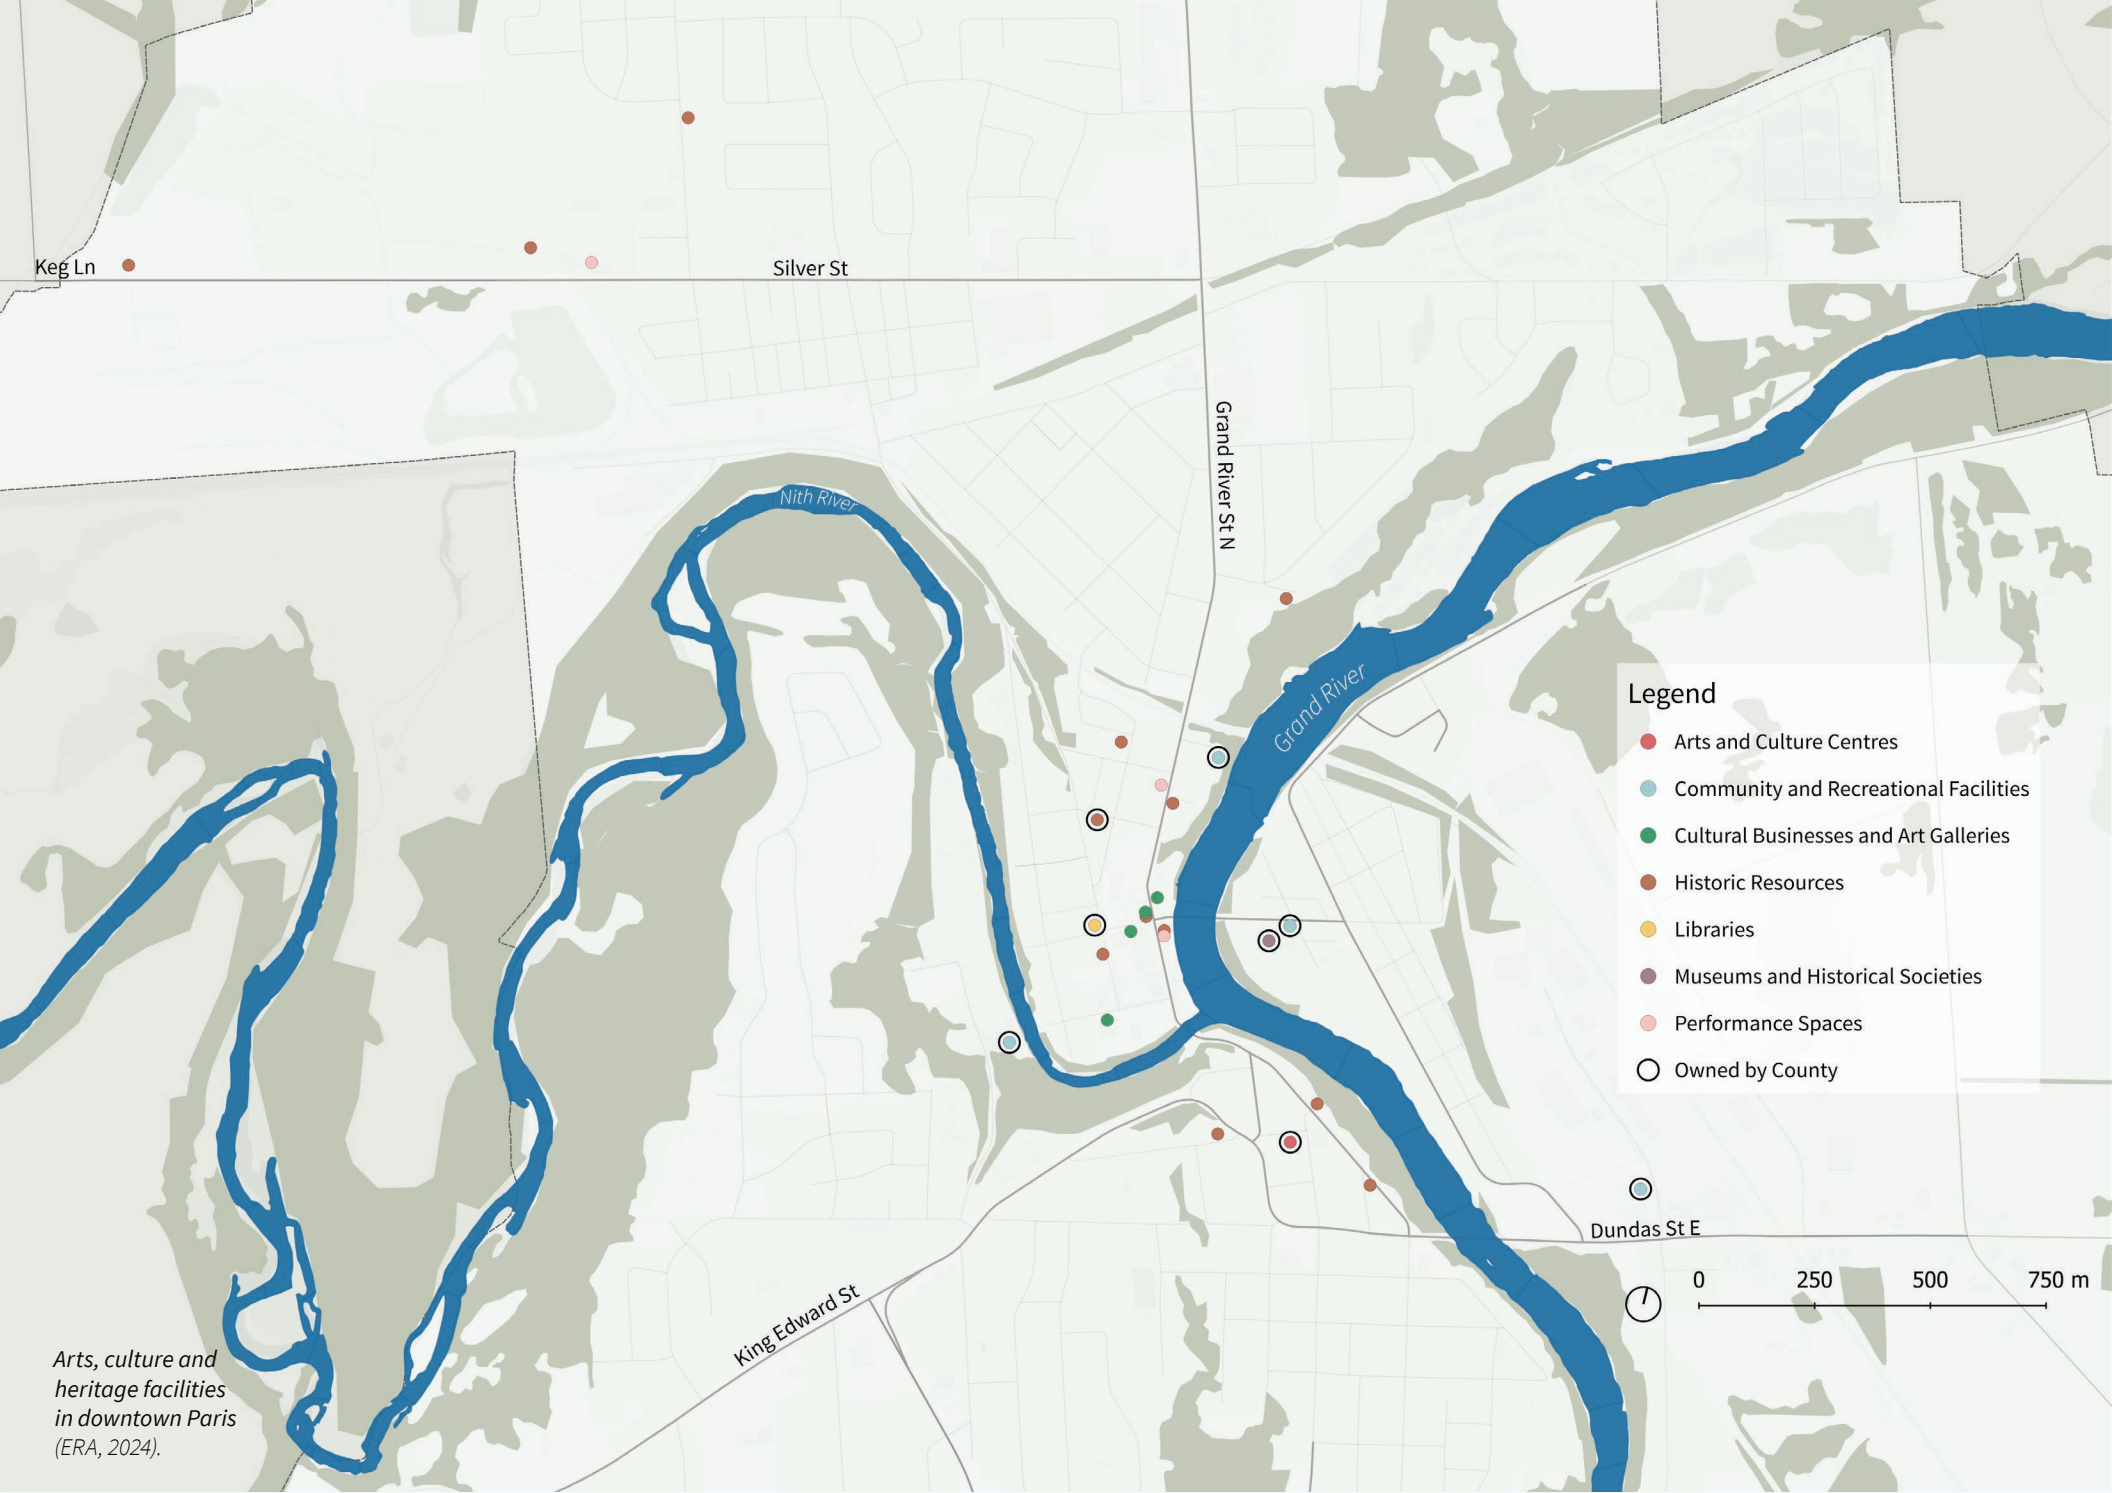 Keg Ln
Silver St
Grand River St N
Nith River
Grand River
Legend
Arts and Culture Centres
Community and Recreational Facilities
Cultural Businesses and Art Galleries
Historic Resources
Libraries
Museums and Historical Societies
Performance Spaces
Owned by County
Dundas St E
0 250 500 750 m
King Edward St
Arts, culture and
heritage facilities
in downtown Paris
(ERA, 2024).